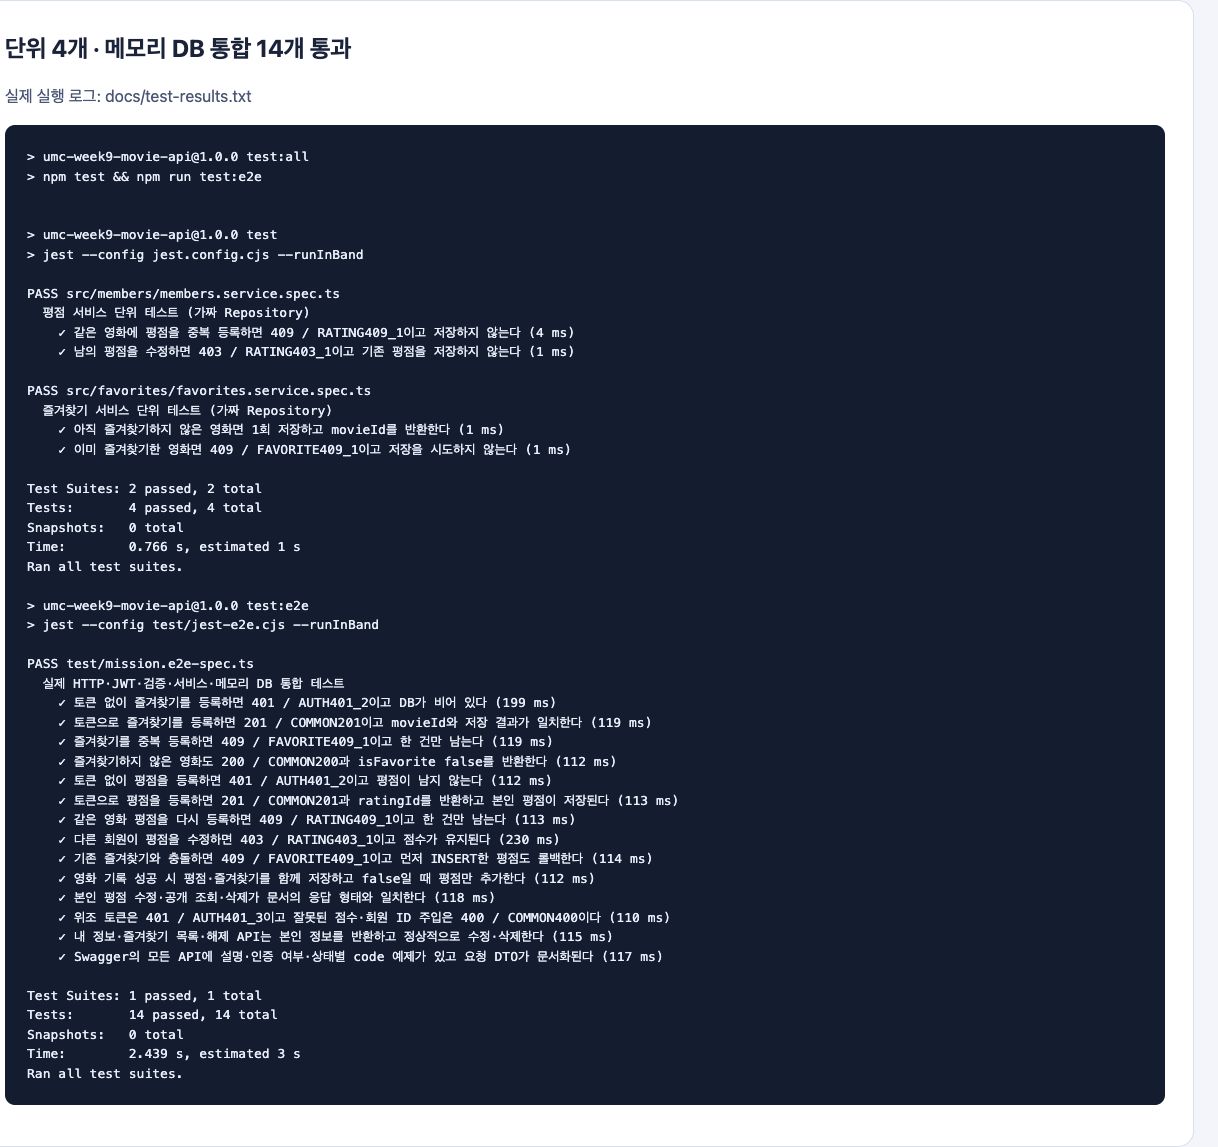 단위 4개 · 메모리 DB 통합 14개 통과
실제 실행 로그: docs/test-results.txt
> umc-week9-movie-api@1.0.0 test:all
> npm test && npm run test:e2e
> umc-week9-movie-api@1.0.0 test
> jest --config jest.config.cjs --runInBand
PASS src/members/members.service.spec.ts
평점 서비스 단위 테스트 (가짜 Repository)
✓ 같은 영화에 평점을 중복 등록하면 409 / RATING409_1이고 저장하지 않는다 (4 ms)
✓ 남의 평점을 수정하면 403 / RATING403_1이고 기존 평점을 저장하지 않는다 (1 ms)
PASS src/favorites/favorites.service.spec.ts
즐겨찾기 서비스 단위 테스트 (가짜 Repository)
✓ 아직 즐겨찾기하지 않은 영화면 1회 저장하고 movieId를 반환한다 (1 ms)
✓ 이미 즐겨찾기한 영화면 409 / FAVORITE409_1이고 저장을 시도하지 않는다 (1 ms)
Test Suites: 2 passed, 2 total
Tests: 4 passed, 4 total
Snapshots: 0 total
Time: 0.766 s, estimated 1 s
Ran all test suites.
> umc-week9-movie-api@1.0.0 test:e2e
> jest --config test/jest-e2e.cjs --runInBand
PASS test/mission.e2e-spec.ts
실제 HTTP·JWT·검증·서비스·메모리 DB 통합 테스트
✓ 토큰 없이 즐겨찾기를 등록하면 401 / AUTH401_2이고 DB가 비어 있다 (199 ms)
✓ 토큰으로 즐겨찾기를 등록하면 201 / COMMON201이고 movieId와 저장 결과가 일치한다 (119 ms)
✓ 즐겨찾기를 중복 등록하면 409 / FAVORITE409_1이고 한 건만 남는다 (119 ms)
✓ 즐겨찾기하지 않은 영화도 200 / COMMON200과 isFavorite false를 반환한다 (112 ms)
✓ 토큰 없이 평점을 등록하면 401 / AUTH401_2이고 평점이 남지 않는다 (112 ms)
✓ 토큰으로 평점을 등록하면 201 / COMMON201과 ratingId를 반환하고 본인 평점이 저장된다 (113 ms)
✓ 같은 영화 평점을 다시 등록하면 409 / RATING409_1이고 한 건만 남는다 (113 ms)
✓ 다른 회원이 평점을 수정하면 403 / RATING403_1이고 점수가 유지된다 (230 ms)
✓ 기존 즐겨찾기와 충돌하면 409 / FAVORITE409_1이고 먼저 INSERT한 평점도 롤백한다 (114 ms)
✓ 영화 기록 성공 시 평점·즐겨찾기를 함께 저장하고 false일 때 평점만 추가한다 (112 ms)
✓ 본인 평점 수정·공개 조회·삭제가 문서의 응답 형태와 일치한다 (118 ms)
✓ 위조 토큰은 401 / AUTH401_3이고 잘못된 점수·회원 ID 주입은 400 / COMMON400이다 (110 ms)
✓ 내 정보·즐겨찾기 목록·해제 API는 본인 정보를 반환하고 정상적으로 수정·삭제한다 (115 ms)
✓ Swagger의 모든 API에 설명·인증 여부·상태별 code 예제가 있고 요청 DTO가 문서화된다 (117 ms)
Test Suites: 1 passed, 1 total
Tests: 14 passed, 14 total
Snapshots: 0 total
Time: 2.439 s, estimated 3 s
Ran all test suites.